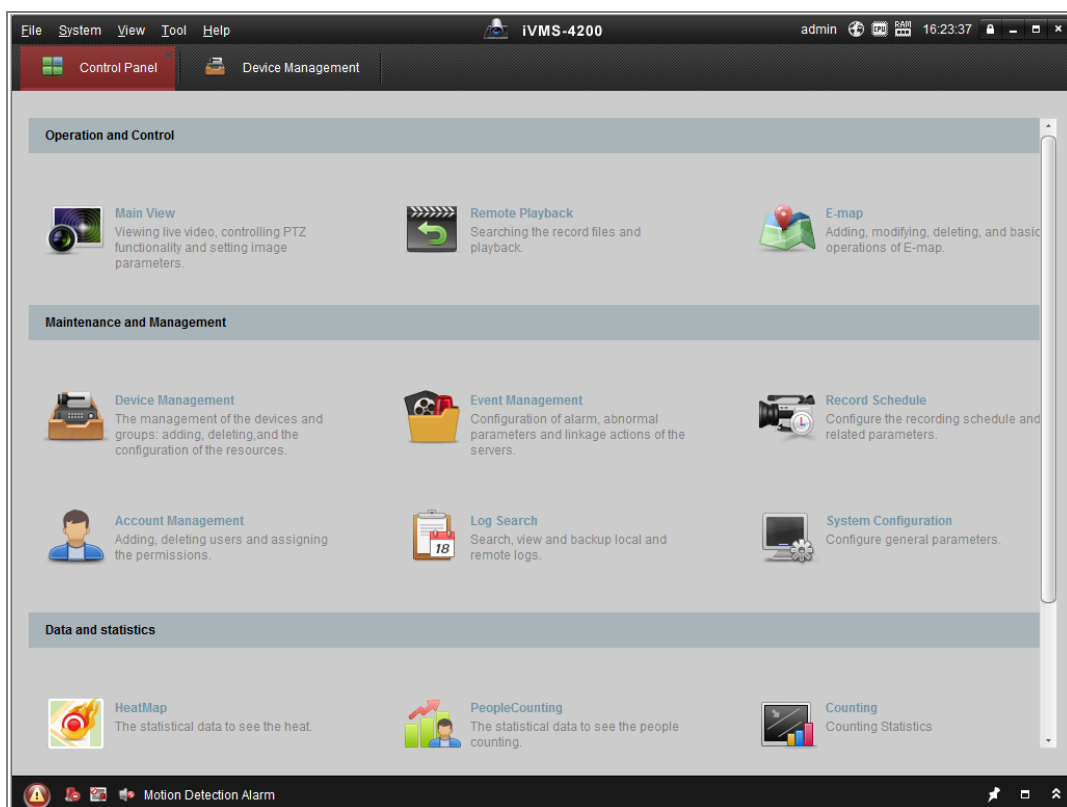 File System View Tool Help
iVMS-4200
admin CPU RAM 16:23:37
Control Panel
Device Management
Operation and Control
Main View
Viewing live video, controlling PTZ
functionality and setting image
parameters.
Remote Playback
Searching the record files and
playback.
E-map
Adding, modifying, deleting, and basic
operations of E-map.
Maintenance and Management
Device Management
The management of the devices and
groups: adding, deleting,and the
configuration of the resources.
Event Management
Configuration of alarm, abnormal
parameters and linkage actions of the
servers.
Record Schedule
Configure the recording schedule and
related parameters.
Account Management
Adding, deleting users and assigning
the permissions.
Log Search
Search, view and backup local and
remote logs.
18
System Configuration
Configure general parameters.
Data and statistics
HeatMap
The statistical data to see the heat.
PeopleCounting
The statistical data to see the people
counting.
Counting
Counting Statistics
Motion Detection Alarm